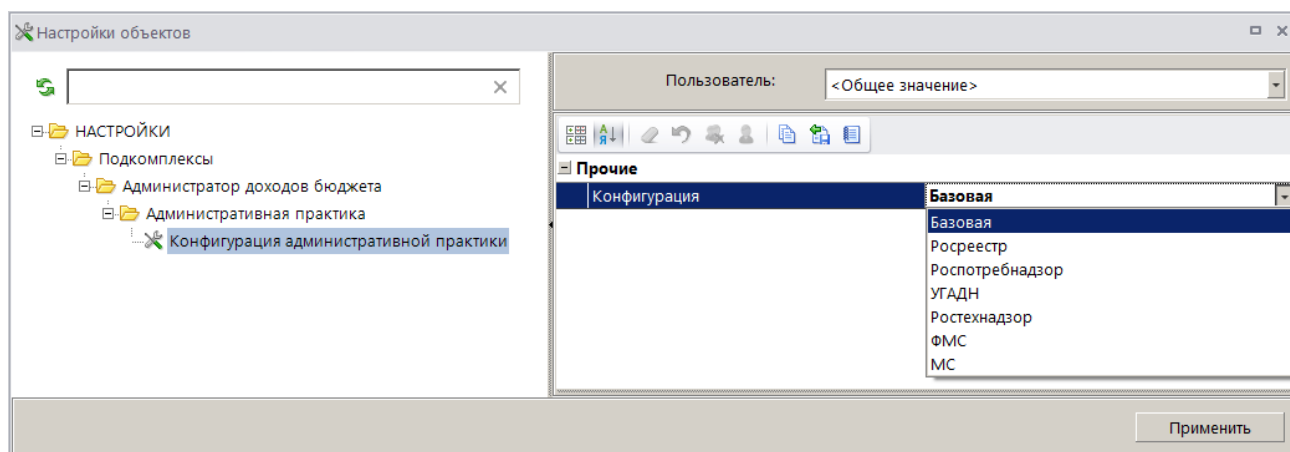 Настройки объектов
Пользователь:
<Общее значение>
НАСТРОЙКИ
Подкомплексы
Администратор доходов бюджета
Административная практика
Конфигурация административной практики
Прочие
Конфигурация Базовая
Базовая
Росреестр
Роспотребнадзор
УГАДН
Ростехнадзор
ФМС
МС
Применить